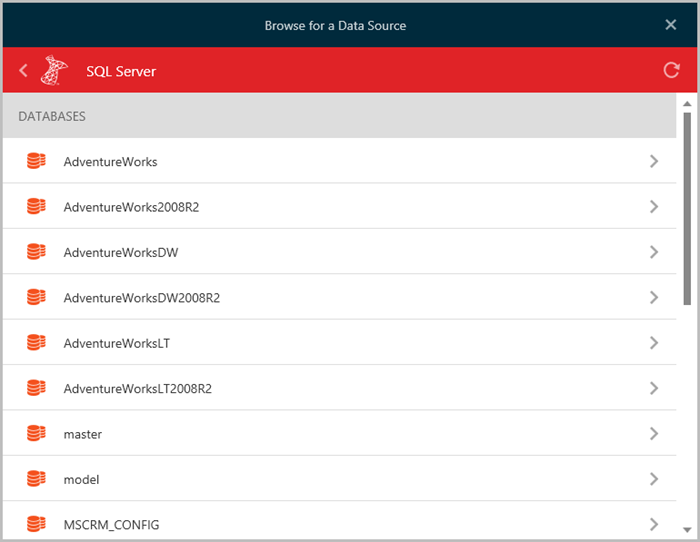 Browse for a Data Source
SQL Server
DATABASES
AdventureWorks
AdventureWorks2008R2
AdventureWorksDW
AdventureWorksDW2008R2
AdventureWorksLT
AdventureWorksLT2008R2
master
model
MSCRM_CONFIG